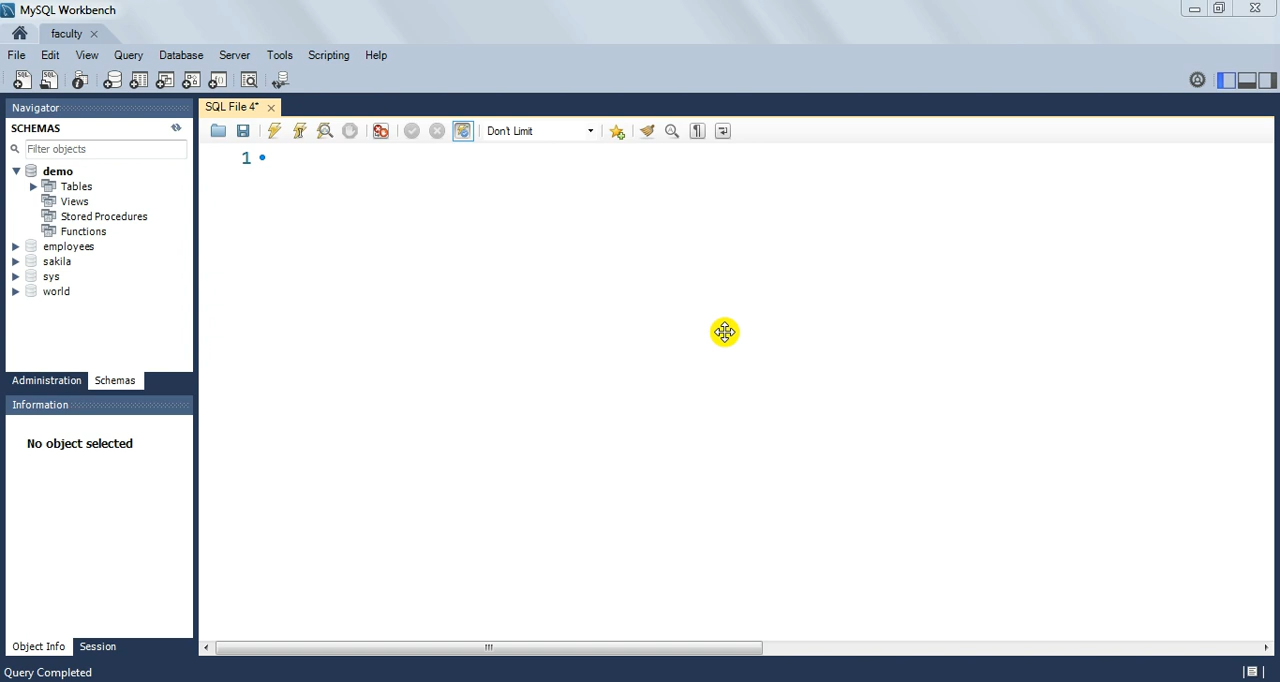 MySQL Workbench
faculty
File Edit View Query Database Server Tools Scripting Help
Navigator
SCHEMAS
Filter objects
demo
Tables
Views
Stored Procedures
Functions
employees
sakila
sys
world
Administration Schemas
Information
No object selected
Object Info Session
Query Completed
SQL File 4*
Don't Limit
1